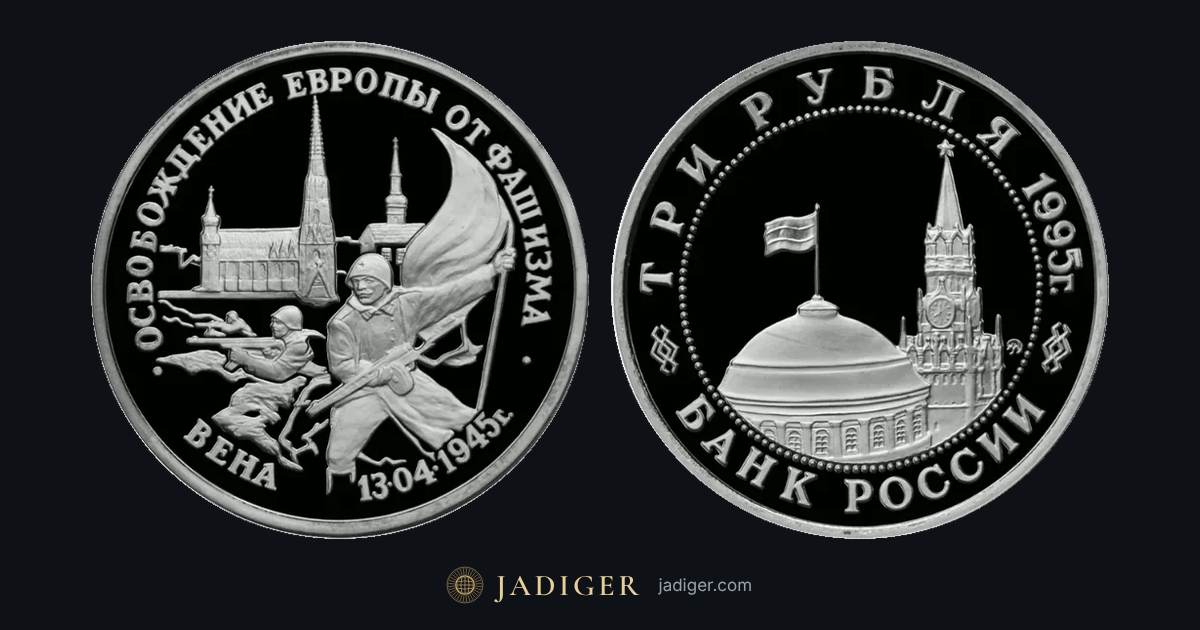 ОСВОБОЖДЕНИЕ ЕВРОПЫ ОТ ФАШИЗМА
ВЕНА
13·04·1945г.
ТРИ РУБЛЯ 1995г.
БАНК РОССИИ
JADIGER
jadiger.com